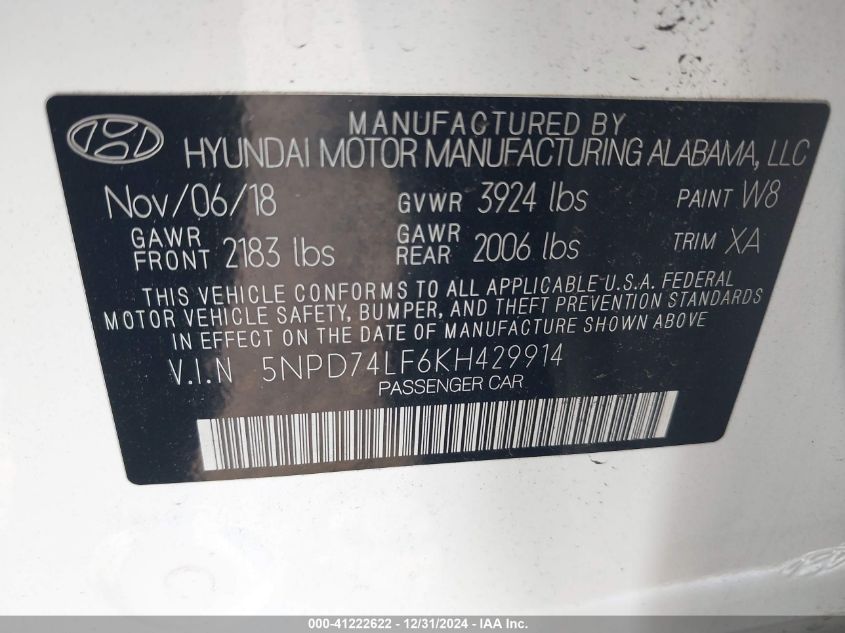 MANUFACTURED BY
HYUNDAI MOTOR MANUFACTURING ALABAMA, LLC
Nov/06/18 GVWR 3924 lbs PAINT W8
GAWR FRONT 2183 lbs GAWR REAR 2006 lbs TRIM XA
THIS VEHICLE CONFORMS TO ALL APPLICABLE U.S.A. FEDERAL
MOTOR VEHICLE SAFETY, BUMPER, AND THEFT PREVENTION STANDARDS
IN EFFECT ON THE DATE OF MANUFACTURE SHOWN ABOVE
V.I.N 5NPD74LF6KH429914
PASSENGER CAR
000-41222622 - 12/31/2024 - IAAI Inc.